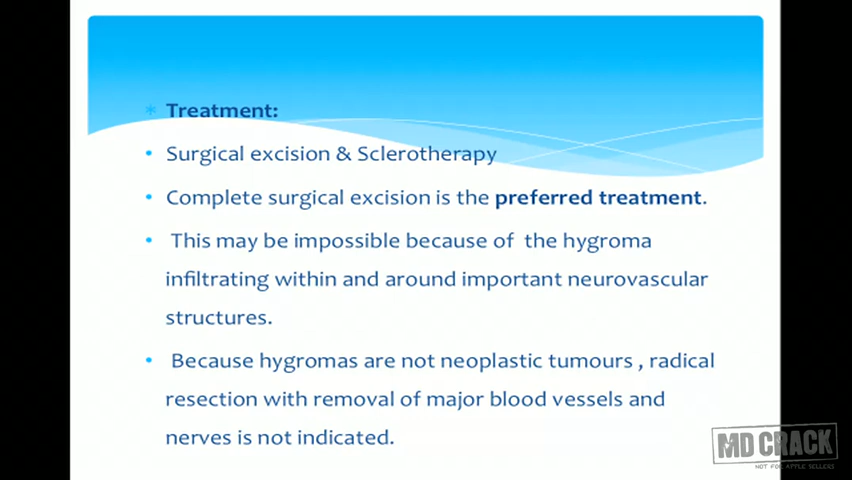 * Treatment:
• Surgical excision & Sclerotherapy
• Complete surgical excision is the preferred treatment.
• This may be impossible because of the hygroma
infiltrating within and around important neurovascular
structures.
• Because hygromas are not neoplastic tumours , radical
resection with removal of major blood vessels and
nerves is not indicated.
MD CRACK
NOT FOR APPLE SELLERS